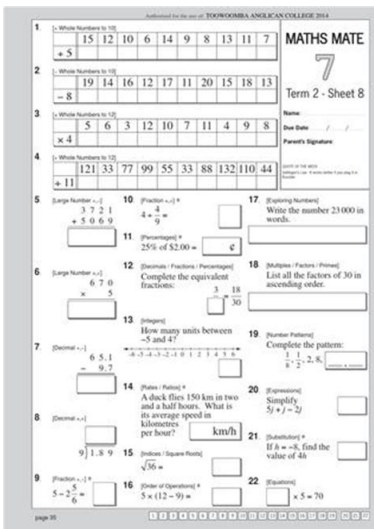 Authorised for the use of: TOOWOOMBA ANGLICAN COLLEGE 2014
MATHS MATE
7
Term 2 - Sheet 8
Name:
Due Date / /
Parent's Signature:
1 [+ Whole Numbers to 10]
15 12 10 6 14 9 8 13 11 7
+ 5
2 [- Whole Numbers to 10]
19 14 16 12 17 11 20 15 18 13
− 8
3 [× Whole Numbers to 12]
5 6 3 12 10 7 11 4 9 8
× 4
4 [÷ Whole Numbers to 12]
121 33 77 99 55 33 88 132 110 44
÷ 11
5 [Large Number +,-]
3 7 2 1
+ 5 0 6 9
6 [Large Number ×,÷]
6 7 0
× 5
7 [Decimal +,-]
6 5.1
− 9.7
8 [Decimal ×,÷]
9 1.8 9
9 [Fraction +,-]
5 − 2 5/6 =
10 [Fraction ×,÷]
4 ÷ 4/9 =
11 [Percentages]
25% of $2.00 = ¢
12 [Decimals / Fractions / Percentages]
Complete the equivalent
fractions:
3/ = 18/30
13 [Integers]
How many units between
−5 and 4?
-6 -5 -4 -3 -2 -1 0 1 2 3 4 5 6
14 [Rates / Ratios]
A duck flies 150 km in two
and a half hours. What is
its average speed in
kilometres
per hour? km/h
15 [Indices / Square Roots]
√36 =
16 [Order of Operations]
5 × (12 − 9) =
17 [Exploring Numbers]
Write the number 23 000 in
words.
18 [Multiples / Factors / Primes]
List all the factors of 30 in
ascending order.
19 [Number Patterns]
Complete the pattern:
1/8, 1/2, 2, 8,
20 [Expressions]
Simplify
5j + j − 2j
21 [Substitution]
If h = −8, find the
value of 4h
22 [Equations]
× 5 = 70
page 35